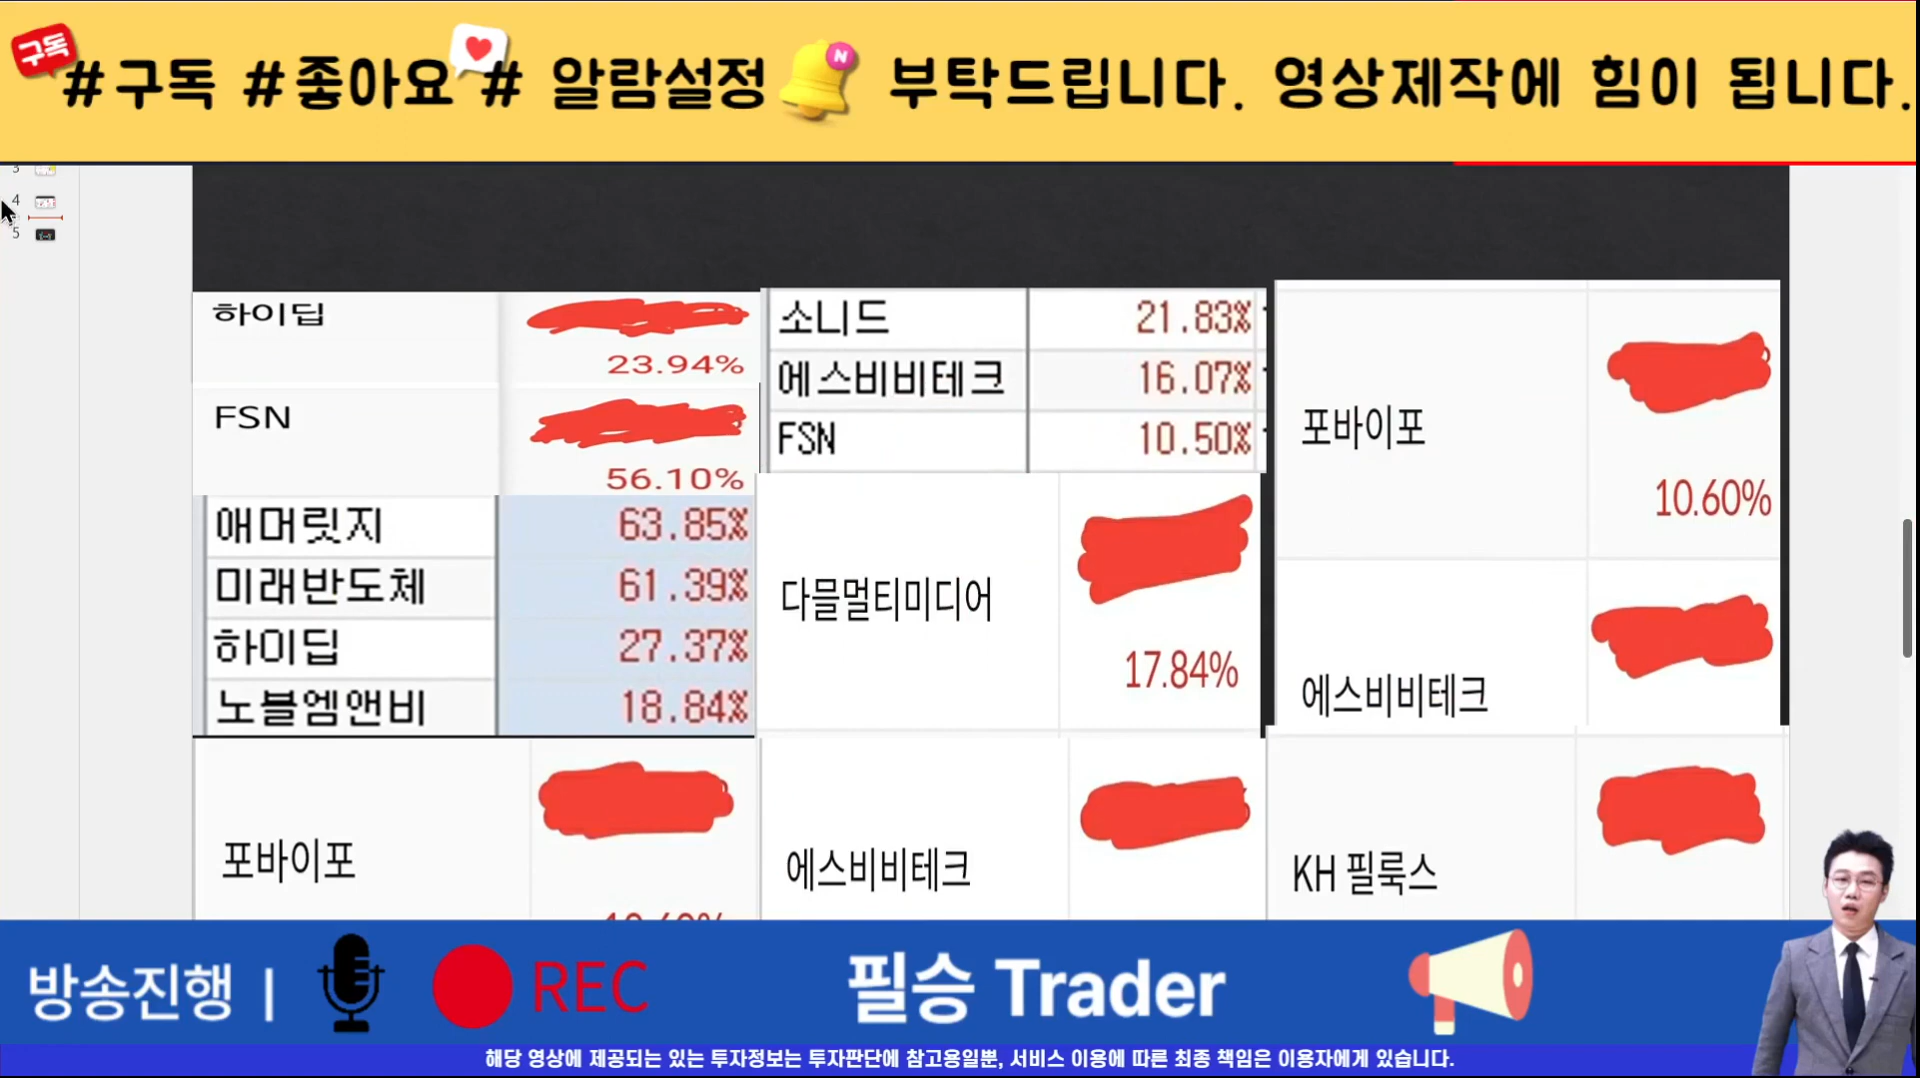 구독
#구독 #좋아요 # 알람설정 N 부탁드립니다. 영상제작에 힘이 됩니다.
3
4
5
하이딥
23.94%
FSN
56.10%
애머릿지 63.85%
미래반도체 61.39%
하이딥 27.37%
노블엠앤비 18.84%
소니드 21.83%
에스비비테크 16.07%
FSN 10.50%
다믈멀티미디어
17.84%
포바이포
10.60%
에스비비테크
포바이포
에스비비테크
KH 필룩스
방송진행 | REC 필승 Trader
해당 영상에 제공되는 있는 투자정보는 투자판단에 참고용일뿐, 서비스 이용에 따른 최종 책임은 이용자에게 있습니다.